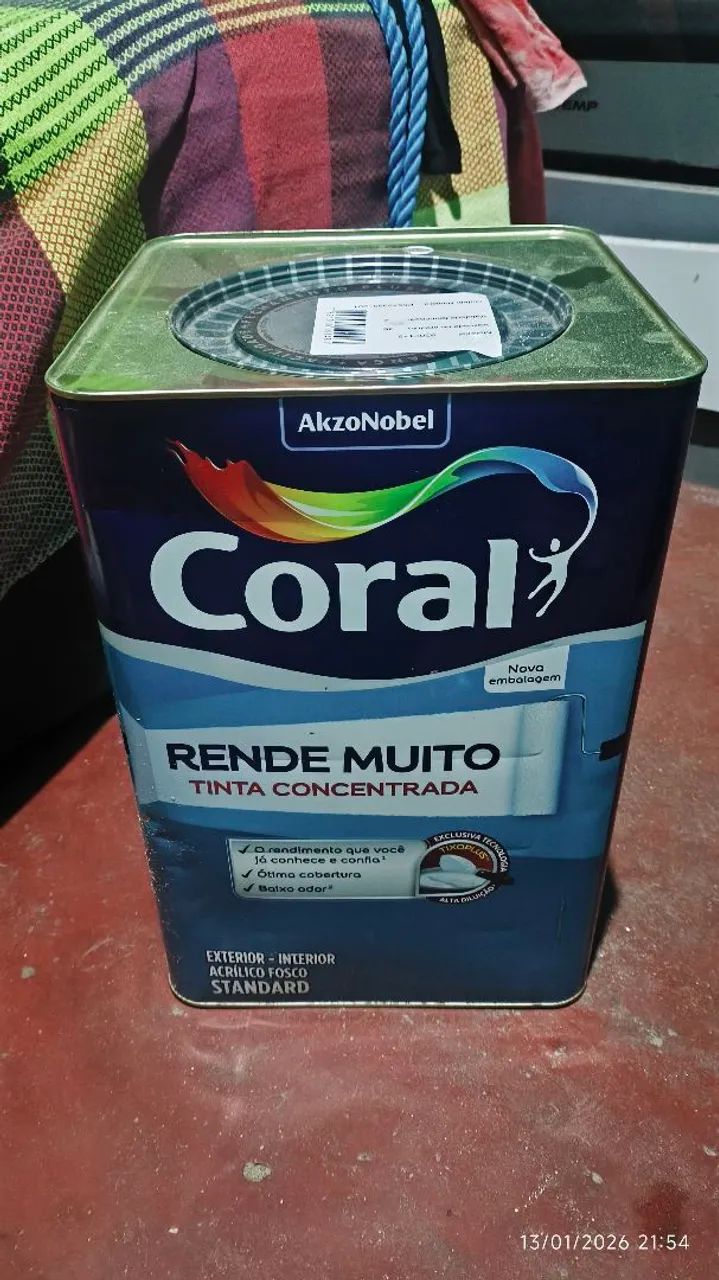 TEMP
AkzoNobel
Coral
Nova
embalagem
RENDE MUITO
TINTA CONCENTRADA
✓ O rendimento que você
já conhece e confia¹
✓ Ótima cobertura
✓ Baixo odor²
EXCLUSIVA TECNOLOGIA
TIXOPLUS
ALTA DILUIÇÃO
EXTERIOR - INTERIOR
ACRÍLICO FOSCO
STANDARD
13/01/2026 21:54